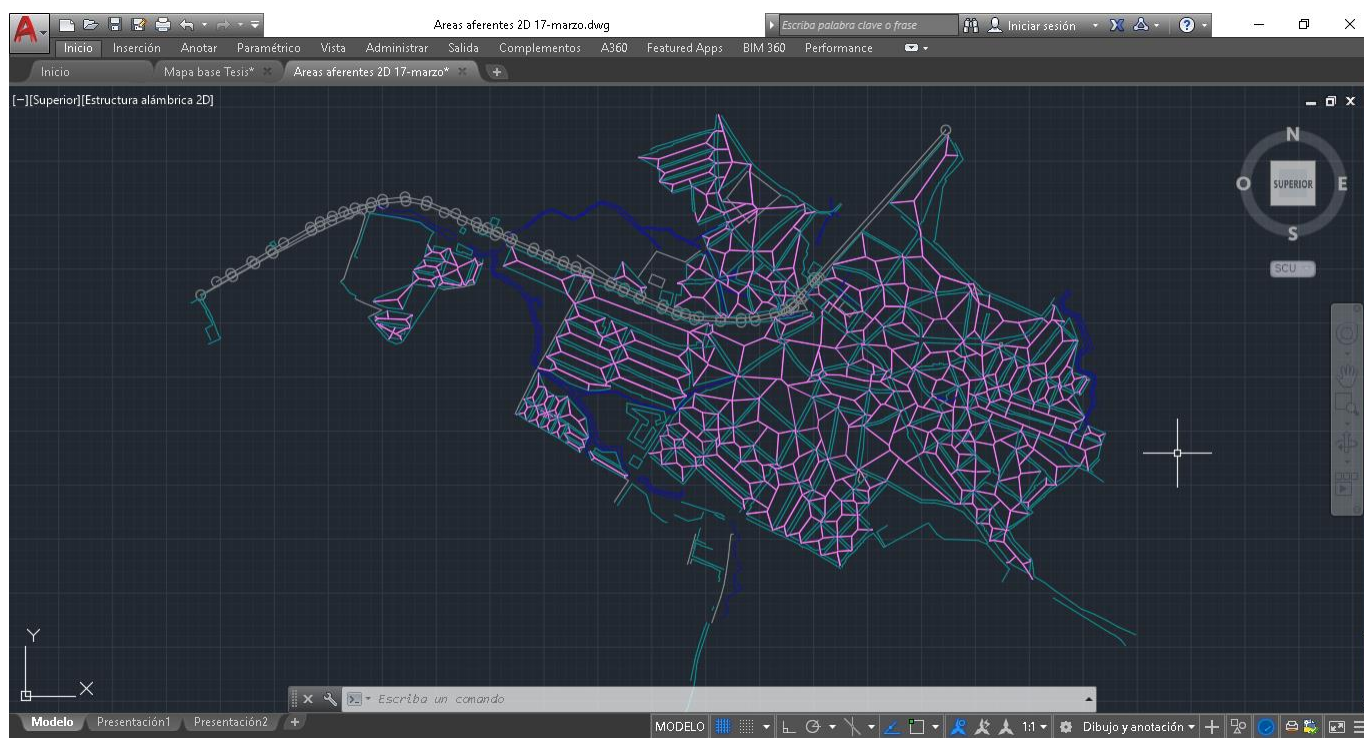 Areas aferentes 2D 17-marzo.dwg
Escriba palabra clave o frase
Iniciar sesión
Inicio Inserción Anotar Paramétrico Vista Administrar Salida Complementos A360 Featured Apps BIM 360 Performance
Inicio Mapa base Tesis* Areas aferentes 2D 17-marzo*
[−][Superior][Estructura alámbrica 2D]
N
O SUPERIOR E
S
SCU
Y
X
Escriba un comando
Modelo Presentación1 Presentación2
MODELO 1:1 Dibujo y anotación